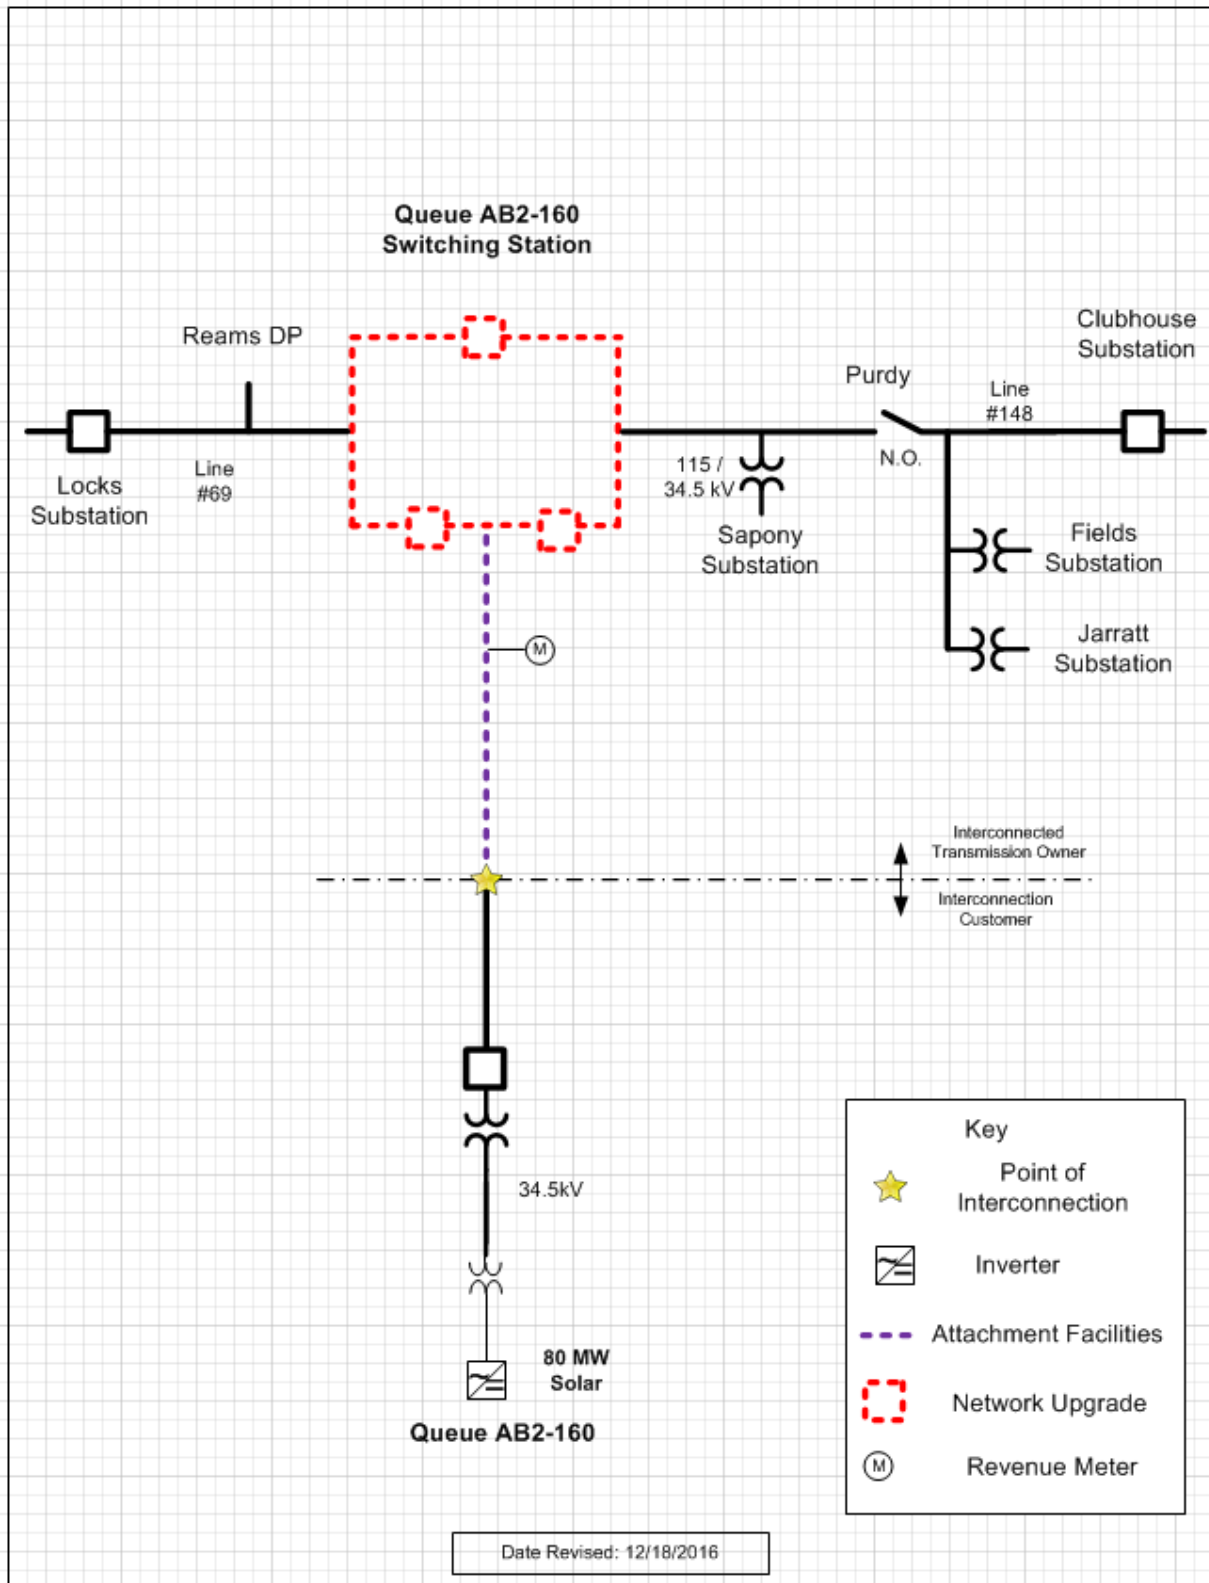 Queue AB2-160
Switching Station
Reams DP
Clubhouse
Substation
Purdy
Line
#148
N.O.
Line
#69
Locks
Substation
115 /
34.5 kV
Sapony
Substation
Fields
Substation
Jarratt
Substation
M
Interconnected
Transmission Owner
Interconnection
Customer
34.5kV
80 MW
Solar
Queue AB2-160
Key
Point of
Interconnection
Inverter
Attachment Facilities
Network Upgrade
M
Revenue Meter
Date Revised: 12/18/2016